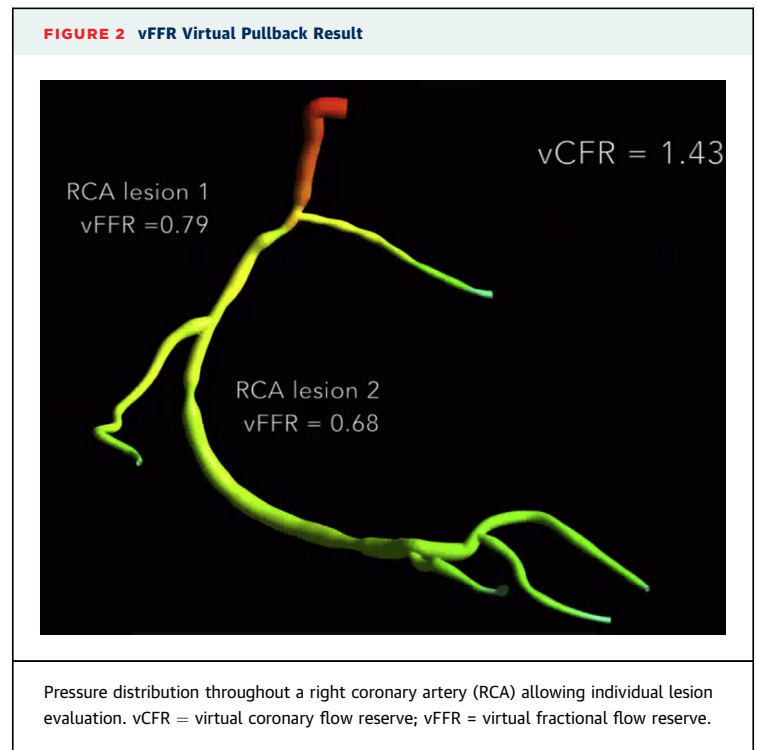 FIGURE 2 vFFR Virtual Pullback Result
vCFR = 1.43
RCA lesion 1
vFFR =0.79
RCA lesion 2
vFFR = 0.68
Pressure distribution throughout a right coronary artery (RCA) allowing individual lesion
evaluation. vCFR = virtual coronary flow reserve; vFFR = virtual fractional flow reserve.